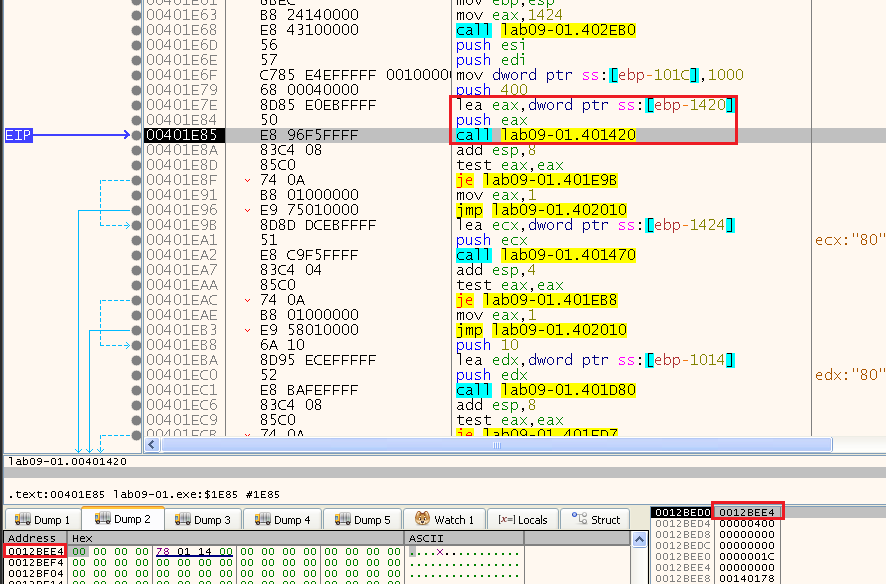 00401E61 8BEC mov ebp,esp
00401E63 B8 24140000 mov eax,1424
00401E68 E8 43100000 call lab09-01.402EB0
00401E6D 56 push esi
00401E6E 57 push edi
00401E6F C785 E4EFFFFF 0010000 mov dword ptr ss:[ebp-101C],1000
00401E79 68 00040000 push 400
00401E7E 8D85 E0EBFFFF lea eax,dword ptr ss:[ebp-1420]
00401E84 50 push eax
EIP 00401E85 E8 96F5FFFF call lab09-01.401420
00401E8A 83C4 08 add esp,8
00401E8D 85C0 test eax,eax
00401E8F 74 0A je lab09-01.401E9B
00401E91 B8 01000000 mov eax,1
00401E96 E9 75010000 jmp lab09-01.402010
00401E9B 8D8D DCEBFFFF lea ecx,dword ptr ss:[ebp-1424]
00401EA1 51 push ecx ecx:"80"
00401EA2 E8 C9F5FFFF call lab09-01.401470
00401EA7 83C4 04 add esp,4
00401EAA 85C0 test eax,eax
00401EAC 74 0A je lab09-01.401EB8
00401EAE B8 01000000 mov eax,1
00401EB3 E9 58010000 jmp lab09-01.402010
00401EB8 6A 10 push 10
00401EBA 8D95 ECEFFFFF lea edx,dword ptr ss:[ebp-1014]
00401EC0 52 push edx edx:"80"
00401EC1 E8 BAFEFFFF call lab09-01.401D80
00401EC6 83C4 08 add esp,8
00401EC9 85C0 test eax,eax
00401ECB 74 0A je lab09-01.401ED7
lab09-01.00401420
.text:00401E85 lab09-01.exe:$1E85 #1E85
Dump 1 Dump 2 Dump 3 Dump 4 Dump 5 Watch 1 [x=] Locals Struct
Address Hex ASCII
0012BEE4 00 00 00 00 78 01 14 00 00 00 00 00 00 00 00 00 ....x...........
0012BEF4 00 00 00 00 00 00 00 00 00 00 00 00 00 00 00 00 ................
0012BF04 00 00 00 00 00 00 00 00 00 00 00 00 00 00 00 00 ................
0012BED0 0012BEE4
0012BED4 00000400
0012BED8 00000000
0012BEDC 00000000
0012BEE0 0000001C
0012BEE4 00000000
0012BEE8 00140178